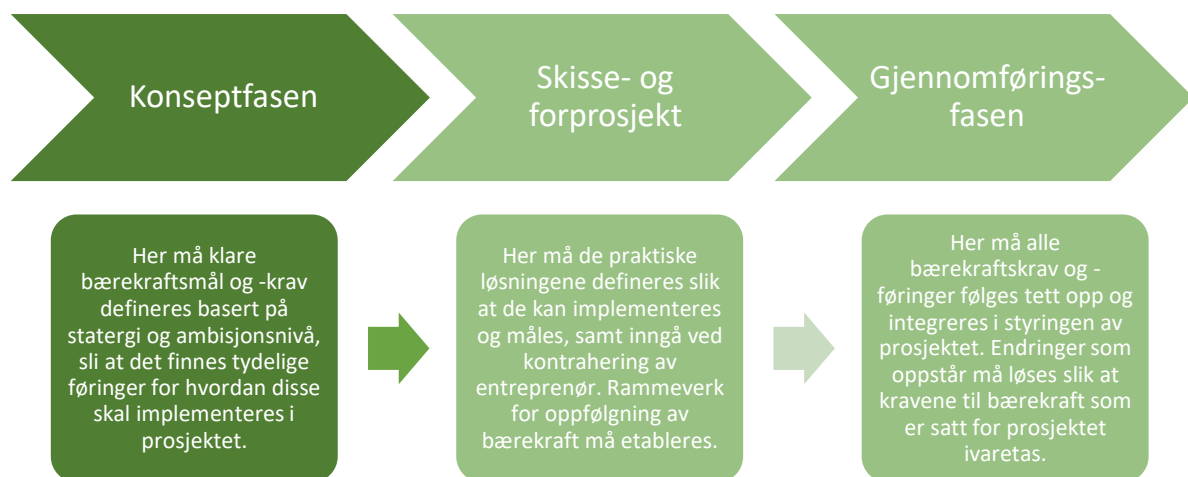 Konseptfasen
Skisse- og
forprosjekt
Gjennomførings-
fasen
Her må klare
bærekraftsmål og -krav
defineres basert på
statergi og ambisjonsnivå,
sli at det finnes tydelige
føringer for hvordan disse
skal implementeres i
prosjektet.
Her må de praktiske
løsningene defineres slik
at de kan implementeres
og måles, samt inngå ved
kontrahering av
entreprenør. Rammeverk
for oppfølgning av
bærekraft må etableres.
Her må alle
bærekraftskrav og -
føringer følges tett opp og
integreres i styringen av
prosjektet. Endringer som
oppstår må løses slik at
kravene til bærekraft som
er satt for prosjektet
ivaretas.